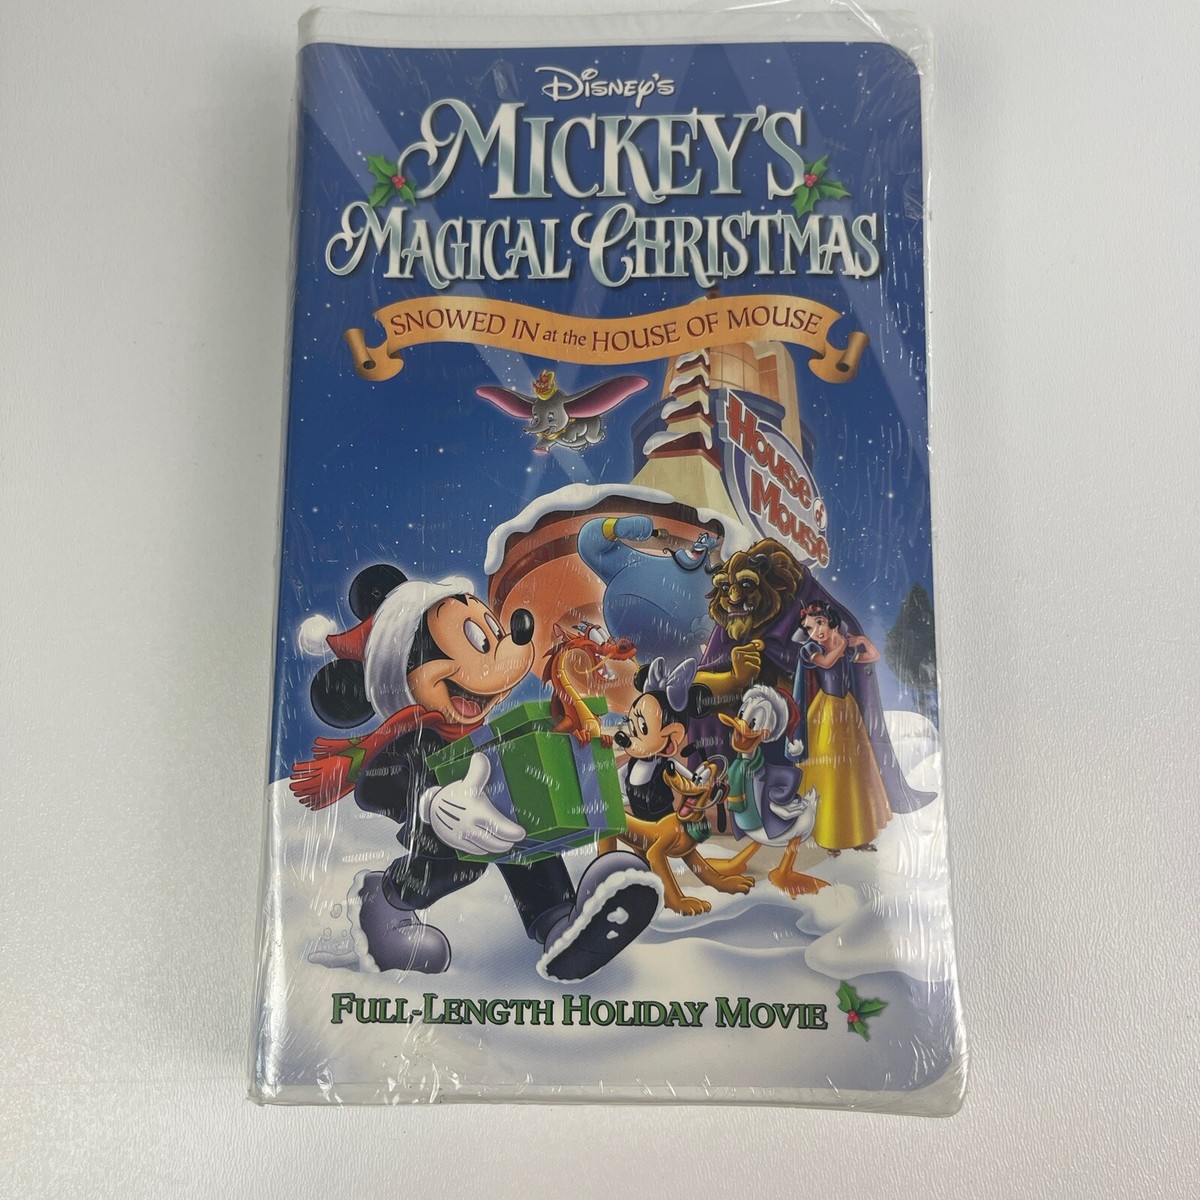 Disney's
Mickey's
Magical Christmas
SNOWED IN at the HOUSE OF MOUSE
House
of
Mouse
Full-Length Holiday Movie